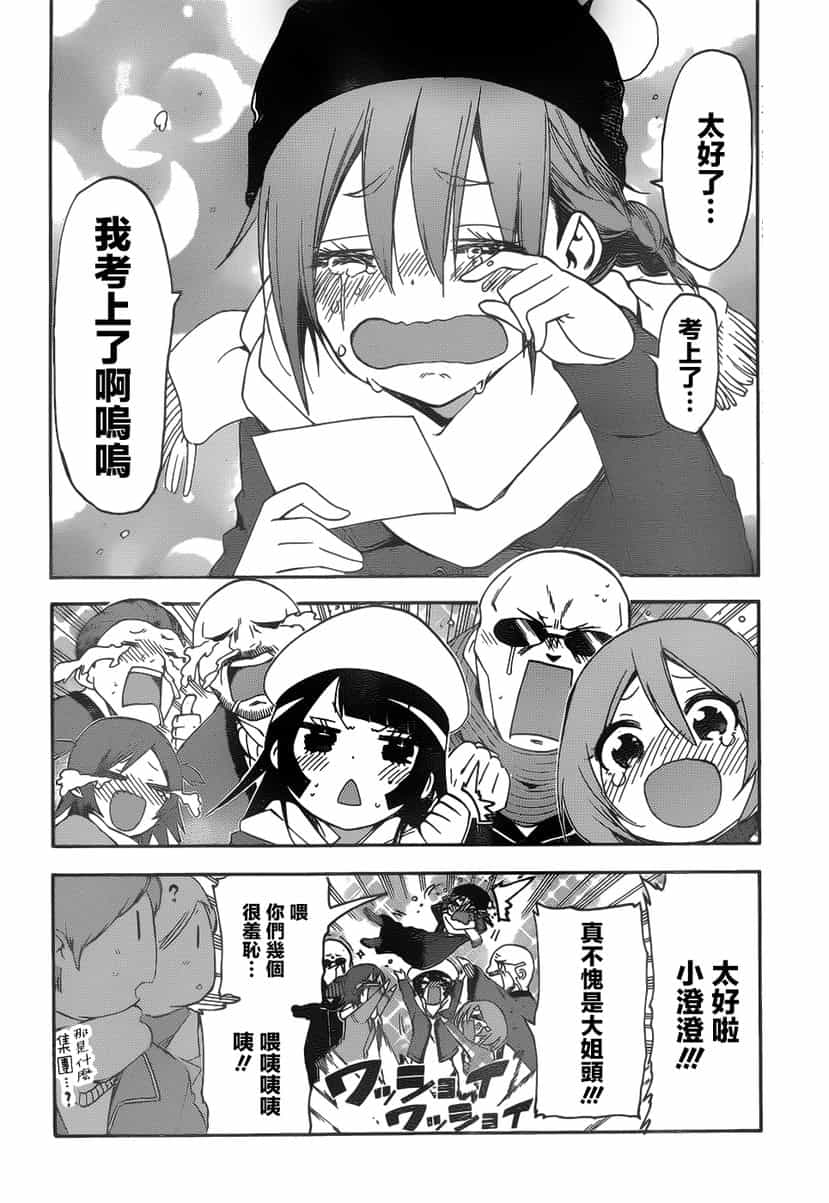 太好了…
考上了…
我考上了啊嗚嗚
太好啦
小澄澄!!!
真不愧是大姐頭!!!
喂
你們幾個
很羞恥…
喂咦咦咦
咦!!
ワッショイ
ワッショイ
?
那是什麼
集團…?